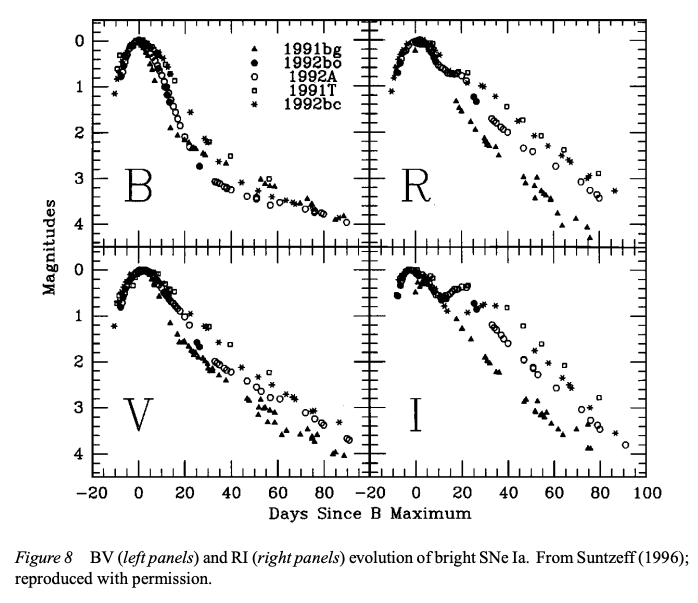 0
1
2
3
4
Magnitudes
B
▲ 1991bg
● 1992bo
○ 1992A
□ 1991T
* 1992bc
R
0
1
2
3
4
V
I
-20 0 20 40 60 80 -20 0 20 40 60 80 100
Days Since B Maximum
Figure 8 BV (left panels) and RI (right panels) evolution of bright SNe Ia. From Suntzeff (1996);
reproduced with permission.